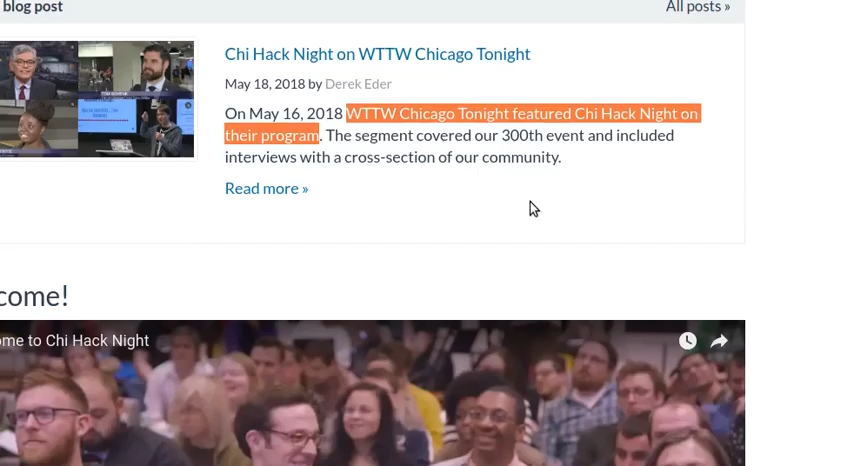 blog post
All posts »
Chi Hack Night on WTTW Chicago Tonight
May 18, 2018 by Derek Eder
On May 16, 2018 WTTW Chicago Tonight featured Chi Hack Night on
their program. The segment covered our 300th event and included
interviews with a cross-section of our community.
Read more »
come!
ome to Chi Hack Night